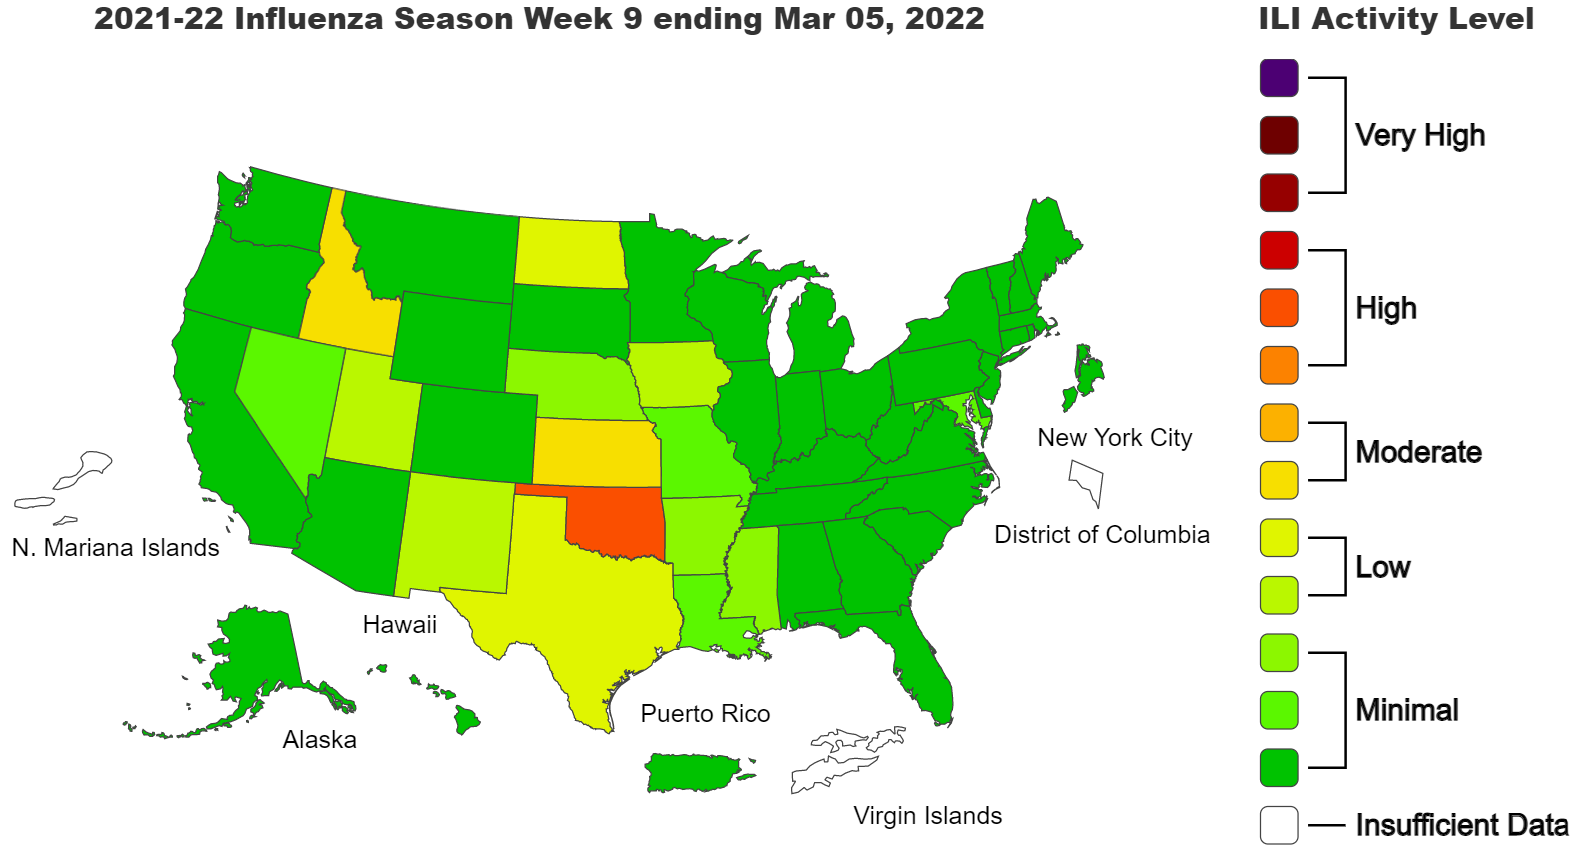 2021-22 Influenza Season Week 9 ending Mar 05, 2022
ILI Activity Level
Very High
High
Moderate
Low
Minimal
Insufficient Data
New York City
District of Columbia
N. Mariana Islands
Hawaii
Alaska
Puerto Rico
Virgin Islands